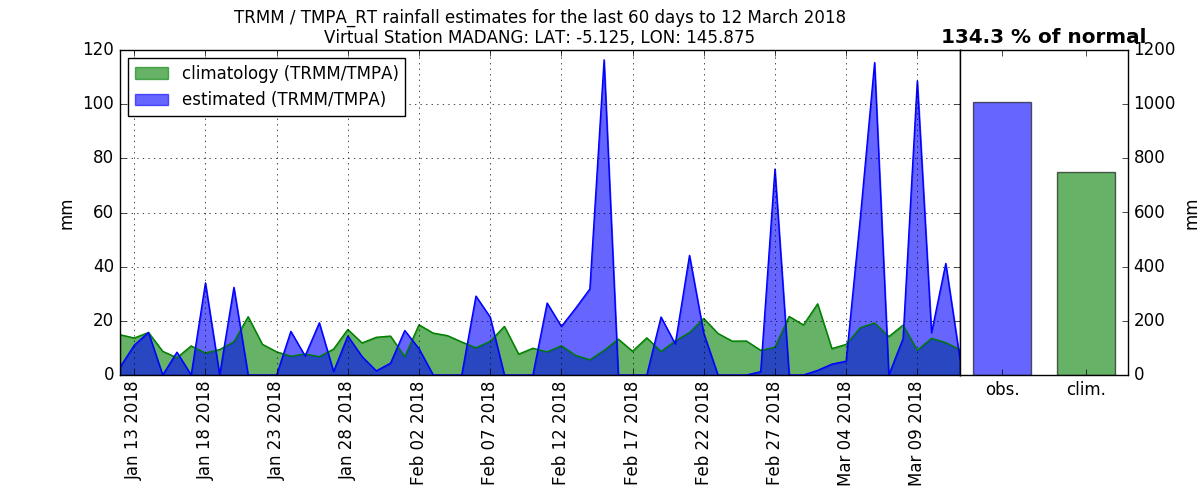 TRMM / TMPA_RT rainfall estimates for the last 60 days to 12 March 2018
Virtual Station MADANG: LAT: -5.125, LON: 145.875
134.3 % of normal
climatology (TRMM/TMPA)
estimated (TRMM/TMPA)
120
100
80
60
40
20
0
mm
Jan 13 2018
Jan 18 2018
Jan 23 2018
Jan 28 2018
Feb 02 2018
Feb 07 2018
Feb 12 2018
Feb 17 2018
Feb 22 2018
Feb 27 2018
Mar 04 2018
Mar 09 2018
obs.
clim.
1200
1000
800
600
400
200
0
mm